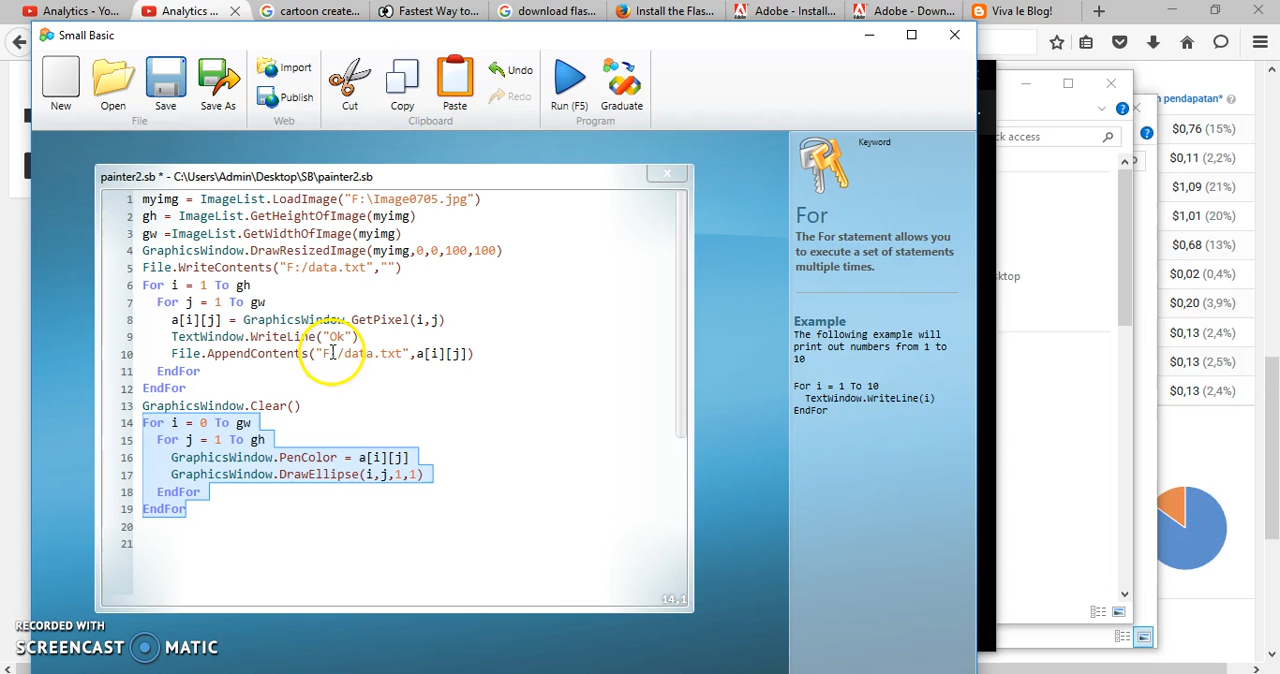 Analytics - Yo...
Analytics ...
cartoon create...
Fastest Way to...
download flas...
Install the Flas...
Adobe - Install...
Adobe - Down...
Viva le Blog!
Small Basic
New
Open
Save
Save As
Import
Publish
Cut
Copy
Paste
Undo
Redo
Run (F5)
Graduate
File
Web
Clipboard
Program
painter2.sb * - C:\Users\Admin\Desktop\SB\painter2.sb
1 myimg = ImageList.LoadImage("F:\Image0705.jpg")
2 gh = ImageList.GetHeightOfImage(myimg)
3 gw =ImageList.GetWidthOfImage(myimg)
4 GraphicsWindow.DrawResizedImage(myimg,0,0,100,100)
5 File.WriteContents("F:/data.txt","")
6 For i = 1 To gh
7 For j = 1 To gw
8 a[i][j] = GraphicsWindow.GetPixel(i,j)
9 TextWindow.WriteLine("Ok")
10 File.AppendContents("F:/data.txt",a[i][j])
11 EndFor
12 EndFor
13 GraphicsWindow.Clear()
14 For i = 0 To gw
15 For j = 1 To gh
16 GraphicsWindow.PenColor = a[i][j]
17 GraphicsWindow.DrawEllipse(i,j,1,1)
18 EndFor
19 EndFor
20
21
14,1
Keyword
For
The For statement allows you
to execute a set of statements
multiple times.
Example
The following example will
print out numbers from 1 to
10
For i = 1 To 10
TextWindow.WriteLine(i)
EndFor
ck access
sktop
pendapatan*
$0,76 (15%)
$0,11 (2,2%)
$1,09 (21%)
$1,01 (20%)
$0,68 (13%)
$0,02 (0,4%)
$0,20 (3,9%)
$0,13 (2,4%)
$0,13 (2,5%)
$0,13 (2,4%)
RECORDED WITH
SCREENCAST MATIC